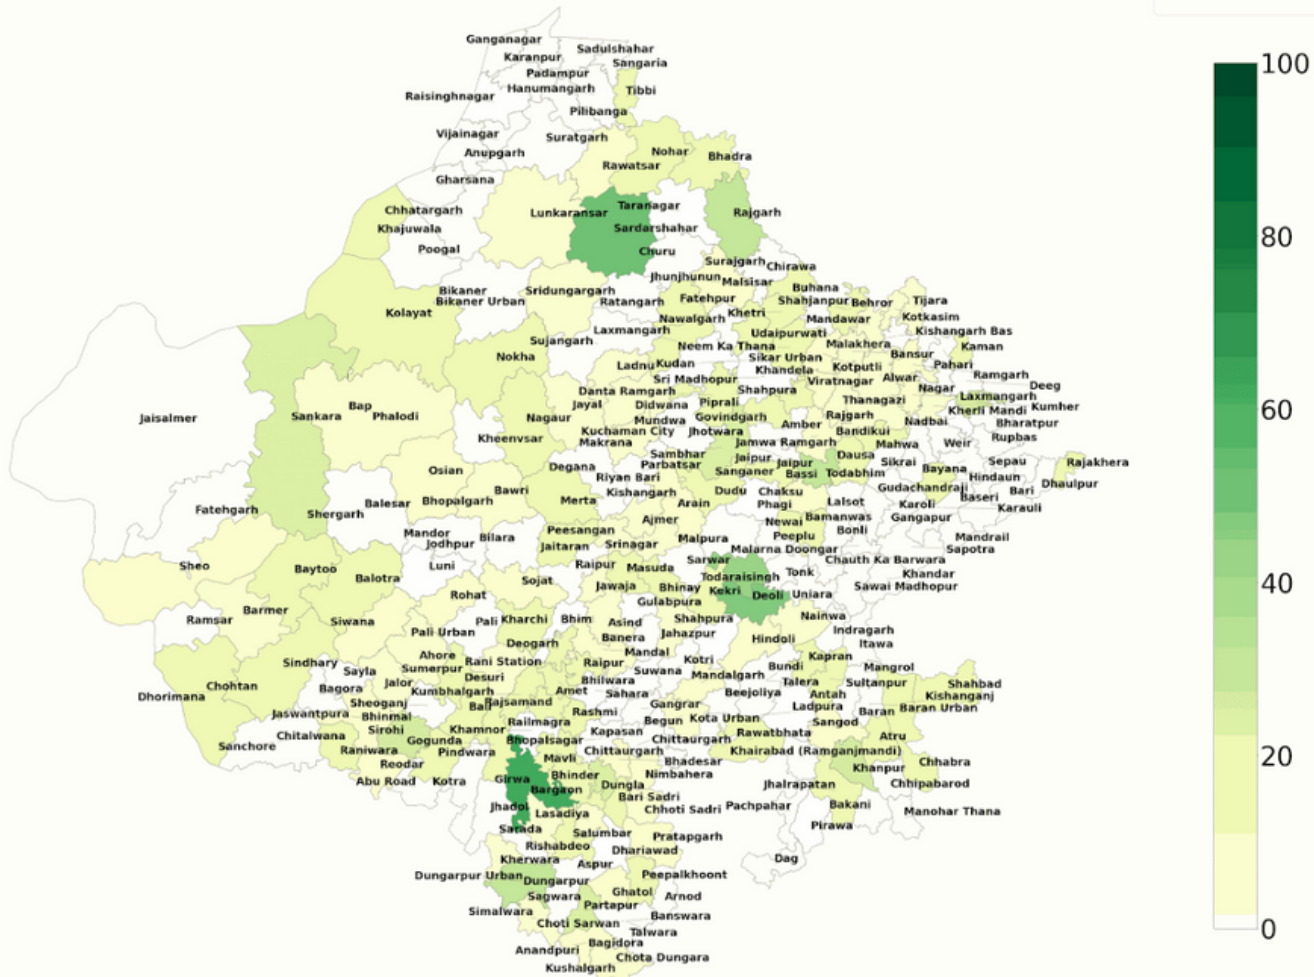 Ganganagar
Sadulshahar
Karanpur
Sangaria
Padampur
Hanumangarh
Tibbi
Raisinghnagar
Pilibanga
Vijainagar
Suratgarh
Anupgarh
Nohar
Bhadra
Rawatsar
Gharsana
Chhatargarh
Lunkaransar
Taranagar
Rajgarh
Khajuwala
Sardarshahar
Poogal
Churu
Surajgarh
Chirawa
Jhunjhunun
Malsisar
Bikaner
Sridungargarh
Buhana
Bikaner Urban
Ratangarh
Fatehpur
Shahjanpur
Behror
Tijara
Kolayat
Nawalgarh
Khetri
Mandawar
Kotkasim
Laxmangarh
Udaipurwati
Kishangarh Bas
Sujangarh
Neem Ka Thana
Malakhera
Kaman
Nokha
Sikar Urban
Bansur
Ladnu
Kudan
Khandela
Kotputli
Pahari
Sri Madhopur
Viratnagar
Alwar
Ramgarh
Danta Ramgarh
Shahpura
Nagar
Deeg
Bap
Jayal
Didwana
Piprali
Thanagazi
Laxmangarh
Jaisalmer
Sankara
Phalodi
Nagaur
Mundwa
Govindgarh
Rajgarh
Kherli Mandi
Kumher
Kuchaman City
Jhotwara
Amber
Bandikui
Nadbai
Bharatpur
Kheenvsar
Makrana
Jamwa Ramgarh
Mahwa
Weir
Rupbas
Sambhar
Jaipur
Jaipur
Dausa
Sikrai
Sepau
Rajakhera
Osian
Degana
Parbatsar
Sanganer
Bassi
Todabhim
Bayana
Hindaun
Riyan Bari
Gudachandraji
Dhaulpur
Bawri
Kishangarh
Dudu
Chaksu
Baseri
Bari
Balesar
Bhopalgarh
Merta
Arain
Phagi
Lalsot
Karoli
Karauli
Fatehgarh
Shergarh
Ajmer
Newai
Bamanwas
Gangapur
Mandor
Bilara
Peesangan
Malpura
Peeplu
Bonli
Mandrail
Jodhpur
Jaitaran
Srinagar
Malarna Doongar
Sapotra
Sheo
Baytoo
Luni
Raipur
Masuda
Sarwar
Chauth Ka Barwara
Balotra
Sojat
Jawaja
Bhinay
Todaraisingh
Tonk
Khandar
Rohat
Kekri
Deoli
Uniara
Sawai Madhopur
Barmer
Gulabpura
Ramsar
Siwana
Pali
Kharchi
Bhim
Asind
Shahpura
Nainwa
Pali Urban
Banera
Jahazpur
Hindoli
Indragarh
Deogarh
Mandal
Itawa
Sindhary
Ahore
Rani Station
Raipur
Kotri
Kapran
Sayla
Sumerpur
Suwana
Bundi
Mangrol
Chohtan
Jalor
Desuri
Bhilwara
Mandalgarh
Talera
Sultanpur
Shahbad
Dhorimana
Bagora
Kumbhalgarh
Amet
Sahara
Beejoliya
Antah
Kishanganj
Sheoganj
Bali
Rajsamand
Gangrar
Ladpura
Baran
Baran Urban
Jaswantpura
Bhinmal
Rashmi
Begun
Kota Urban
Sangod
Sirohi
Khamnor
Railmagra
Kapasan
Rawatbhata
Atru
Sanchore
Chitalwana
Gogunda
Bhopalsagar
Chittaurgarh
Raniwara
Pindwara
Chittaurgarh
Khairabad (Ramganjmandi)
Reodar
Mavli
Bhadesar
Khanpur
Chhabra
Abu Road
Kotra
Girwa
Bhinder
Nimbahera
Bargaon
Dungla
Jhalrapatan
Chhipabarod
Jhadol
Bari Sadri
Pachpahar
Bakani
Manohar Thana
Lasadiya
Chhoti Sadri
Sarada
Salumbar
Pratapgarh
Pirawa
Rishabdeo
Dhariawad
Kherwara
Aspur
Dag
Dungarpur Urban
Dungarpur
Peepalkhoont
Sagwara
Ghatol
Arnod
Simalwara
Partapur
Choti Sarwan
Banswara
Talwara
Anandpuri
Bagidora
Chota Dungara
Kushalgarh
100
80
60
40
20
0